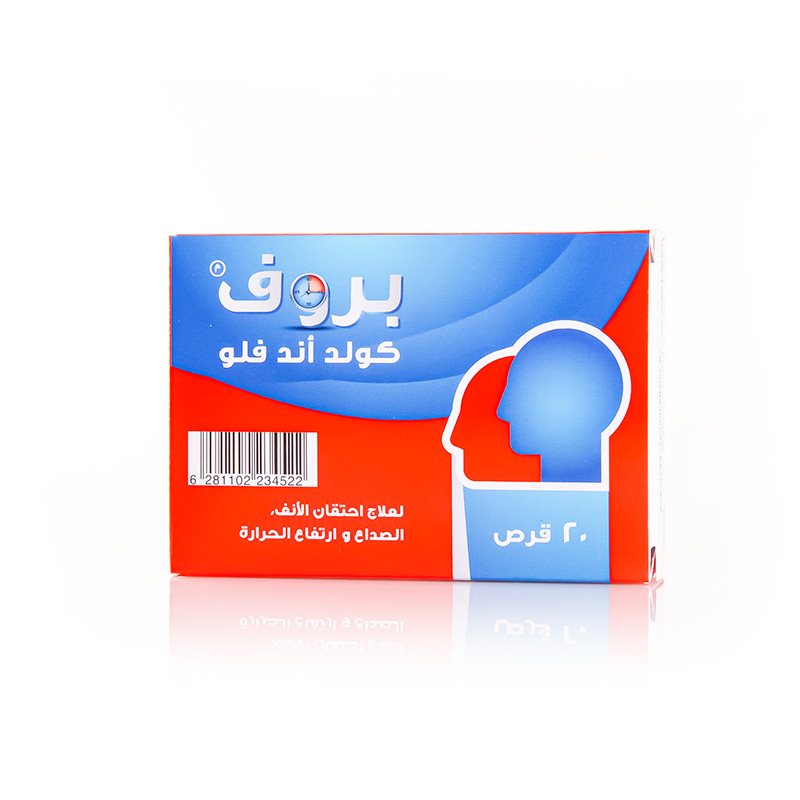 بروف م
كولد أند فلو
6 281102 234522
لعلاج احتقان الأنف،
الصداع و ارتفاع الحرارة
٢٠ قرص